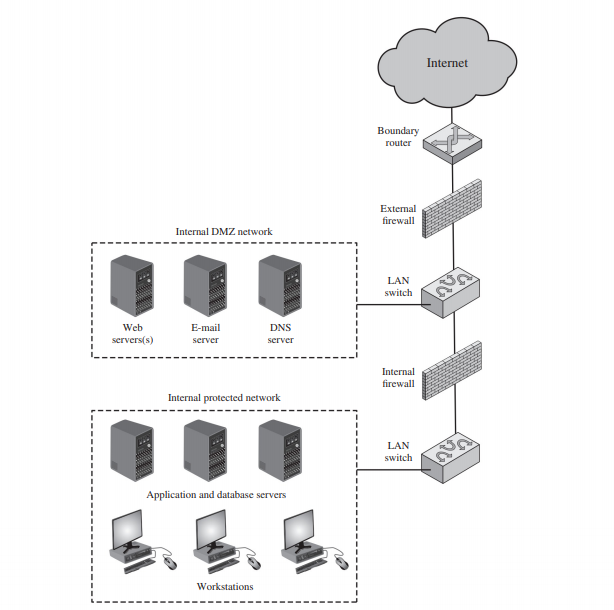 Internet
Boundary
router
External
firewall
Internal DMZ network
LAN
switch
Web
servers(s)
E-mail
server
DNS
server
Internal
firewall
Internal protected network
LAN
switch
Application and database servers
Workstations